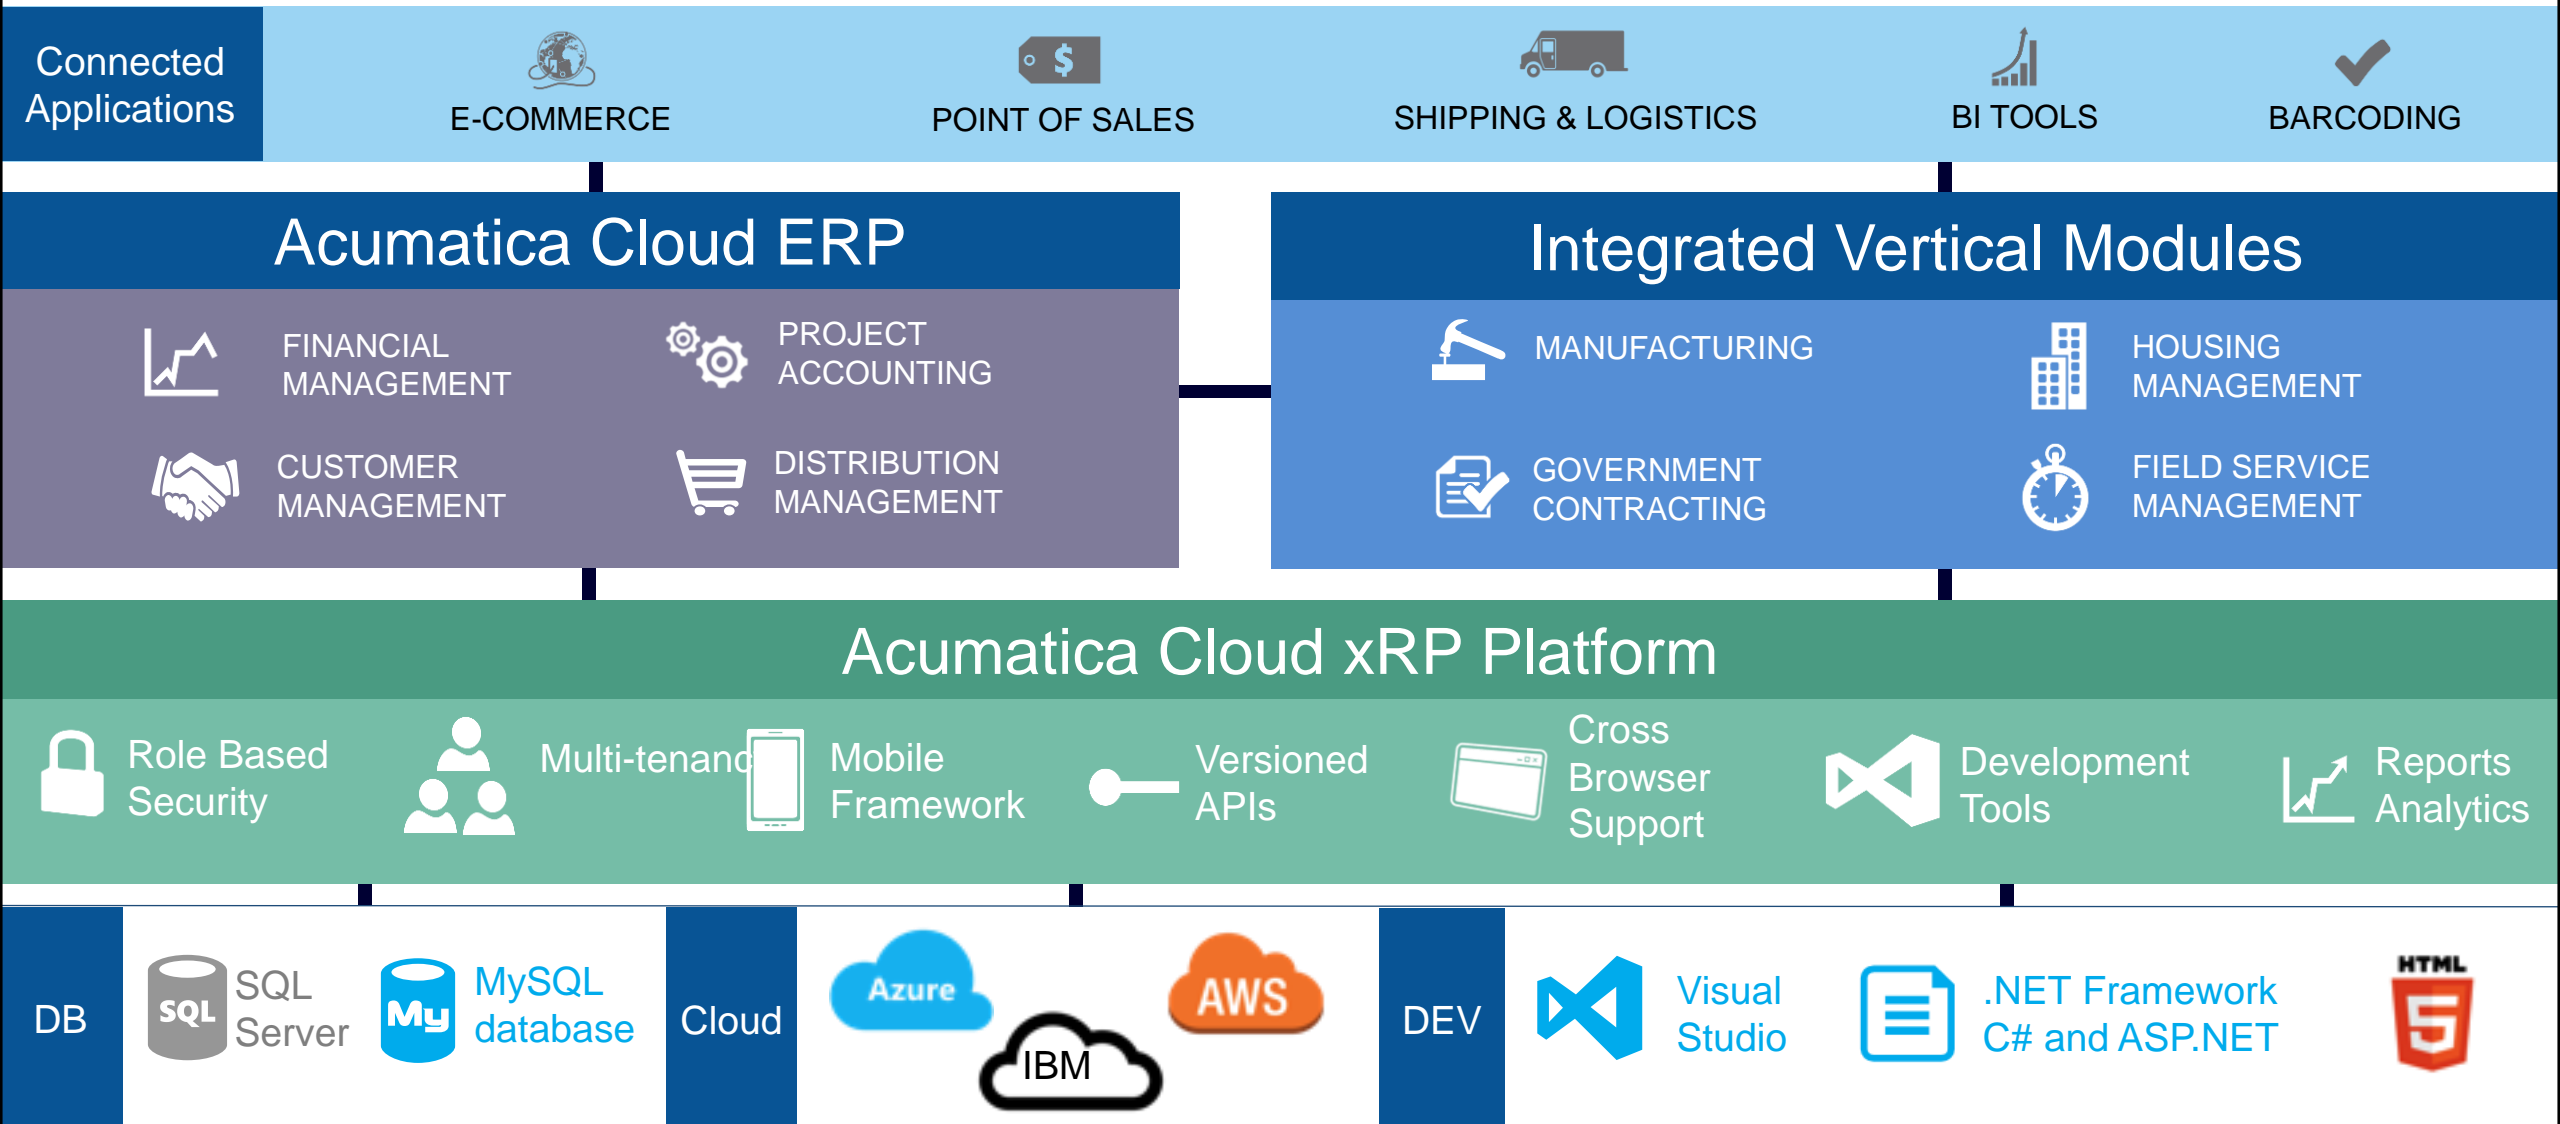 Connected
Applications
E-COMMERCE
POINT OF SALES
SHIPPING & LOGISTICS
BI TOOLS
BARCODING
Acumatica Cloud ERP
FINANCIAL
MANAGEMENT
PROJECT
ACCOUNTING
CUSTOMER
MANAGEMENT
DISTRIBUTION
MANAGEMENT
Integrated Vertical Modules
MANUFACTURING
HOUSING
MANAGEMENT
GOVERNMENT
CONTRACTING
FIELD SERVICE
MANAGEMENT
Acumatica Cloud xRP Platform
Role Based
Security
Multi-tenanc
Mobile
Framework
Versioned
APIs
Cross
Browser
Support
Development
Tools
Reports
Analytics
DB
SQL
SQL
Server
My
MySQL
database
Cloud
Azure
IBM
AWS
DEV
Visual
Studio
.NET Framework
C# and ASP.NET
HTML
5